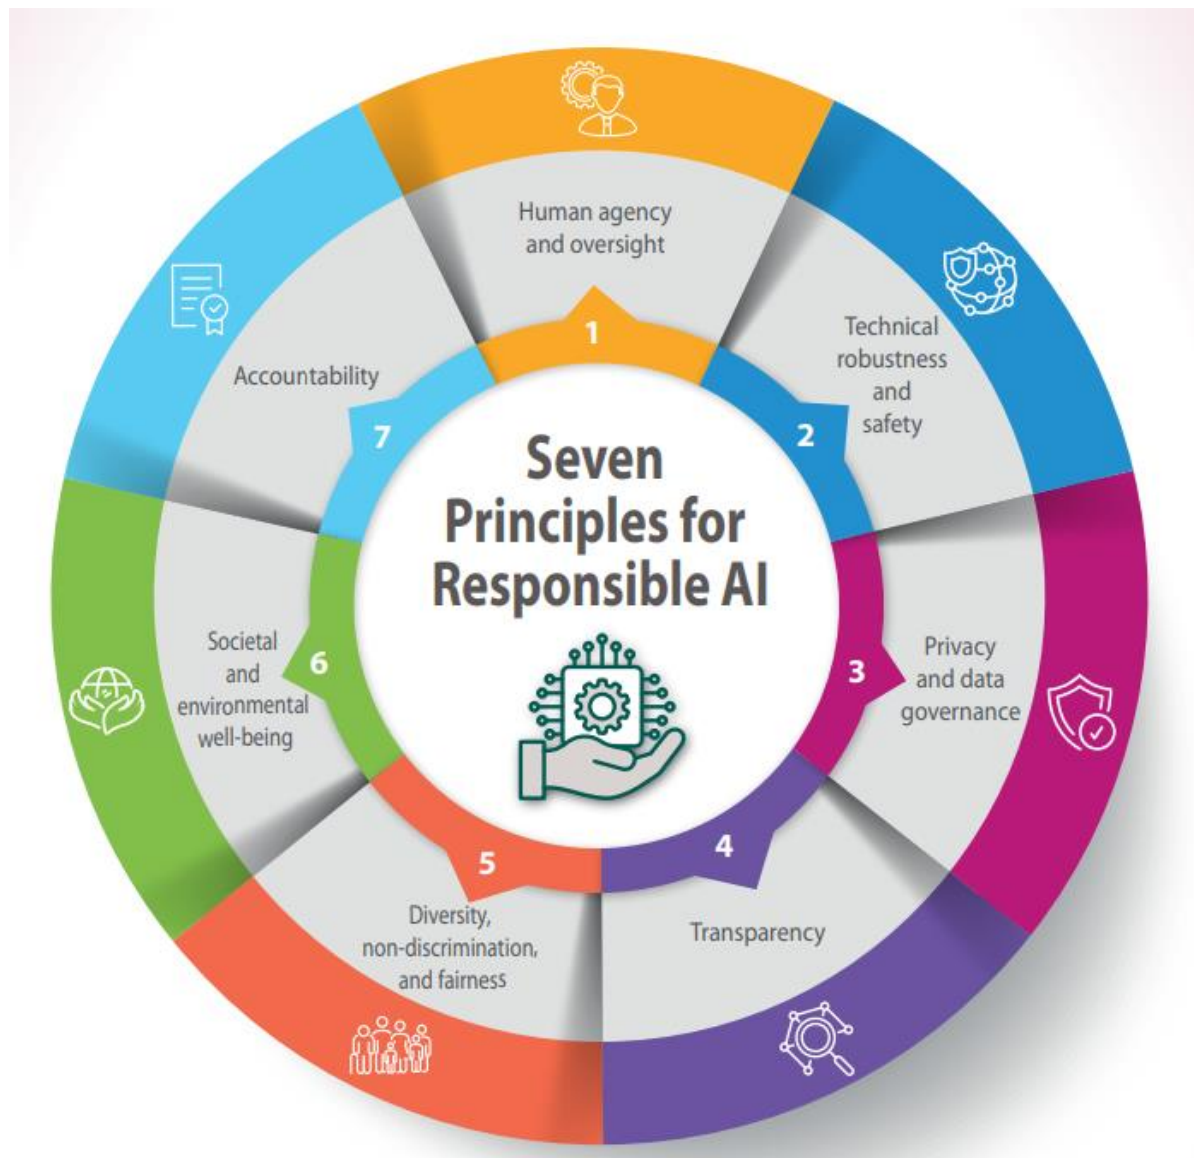 Seven
Principles for
Responsible AI
1
Human agency
and oversight
2
Technical
robustness
and
safety
3
Privacy
and data
governance
4
Transparency
5
Diversity,
non-discrimination,
and fairness
6
Societal
and
environmental
well-being
7
Accountability